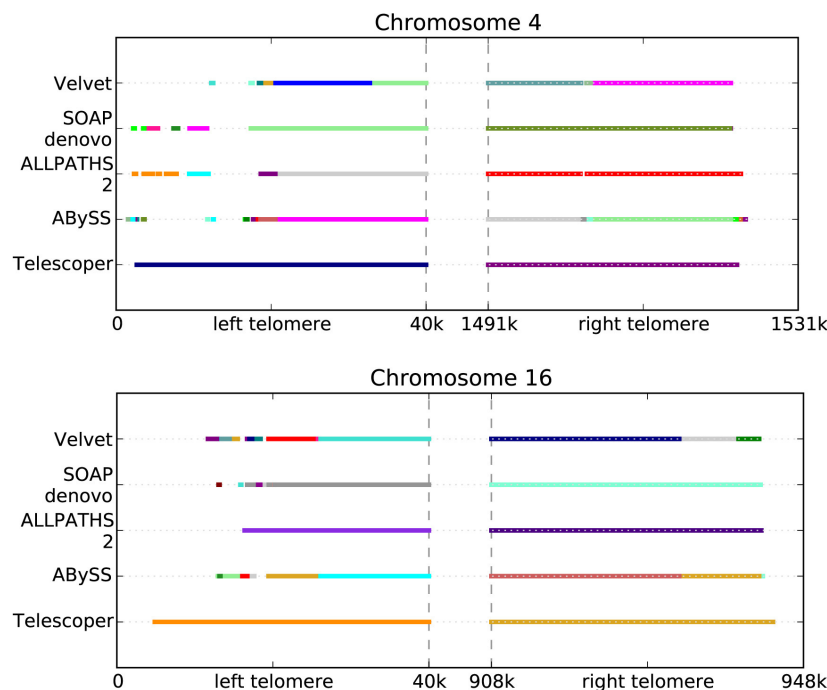 Chromosome 4
Velvet
SOAP
denovo
ALLPATHS
2
ABySS
Telescoper
0 left telomere 40k 1491k right telomere 1531k
Chromosome 16
Velvet
SOAP
denovo
ALLPATHS
2
ABySS
Telescoper
0 left telomere 40k 908k right telomere 948k